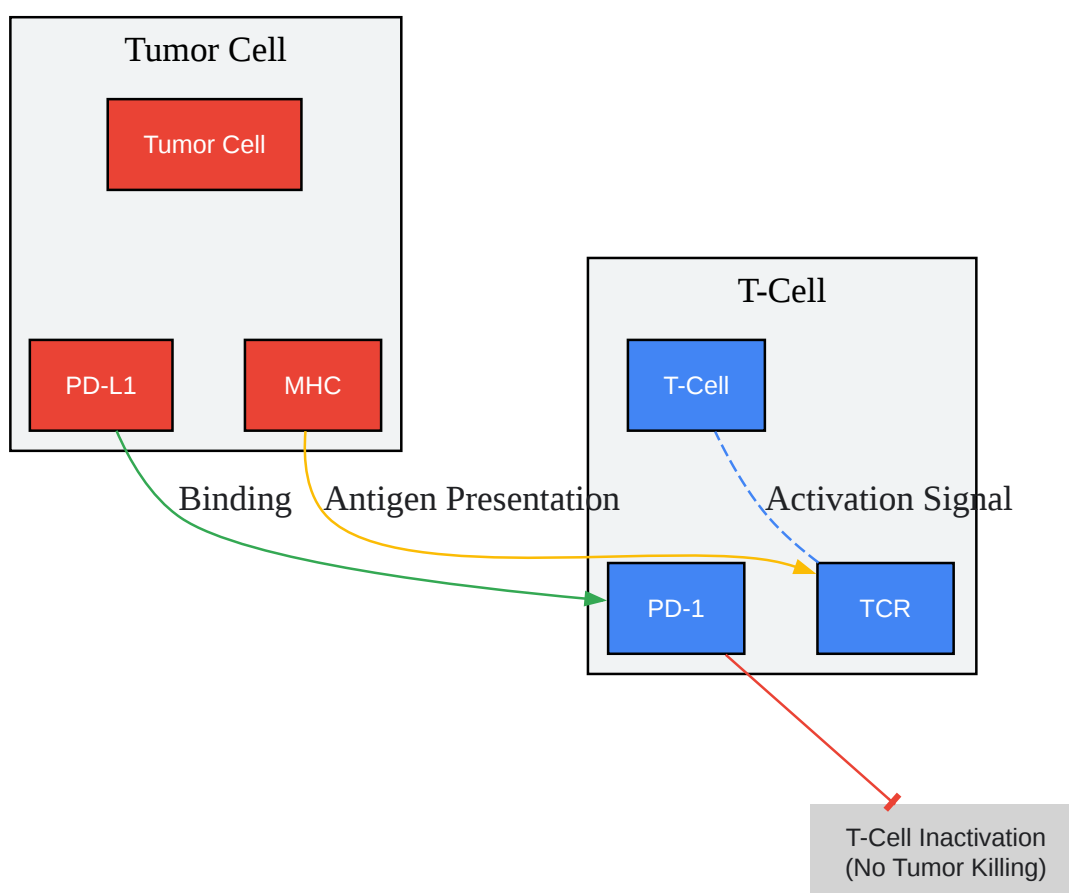 Tumor Cell
Tumor Cell
T-Cell
PD-L1
MHC
T-Cell
Binding
Antigen Presentation
Activation Signal
PD-1
TCR
T-Cell Inactivation
(No Tumor Killing)